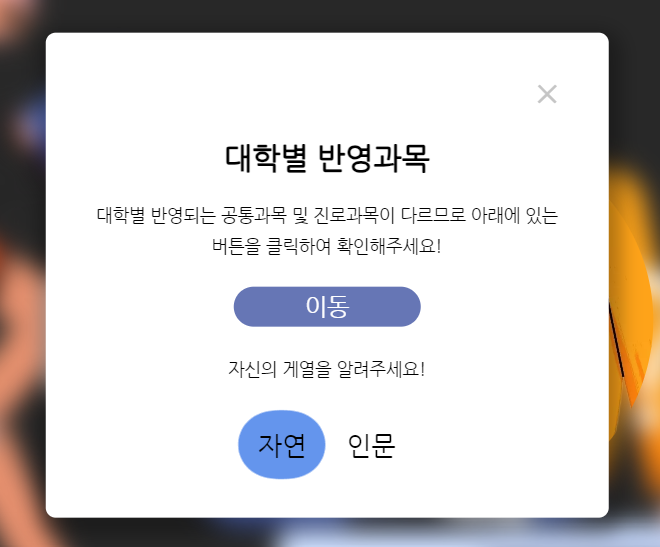 대학별 반영과목
대학별 반영되는 공통과목 및 진로과목이 다르므로 아래에 있는
버튼을 클릭하여 확인해주세요!
이동
자신의 게열을 알려주세요!
자연 인문